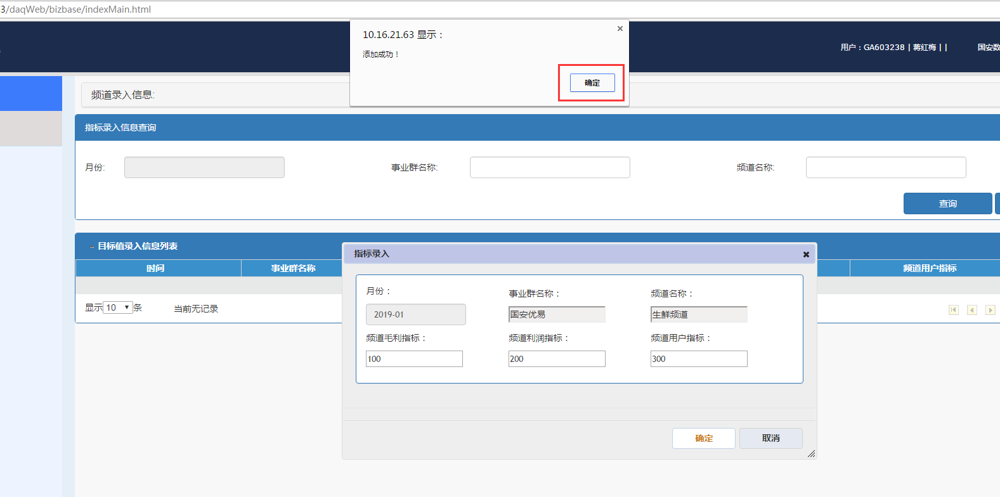 3/daqWeb/bizbase/indexMain.html
10.16.21.63 显示：
添加成功！
确定
用户：GA603238 | 蒋红梅 | |
国安数
频道录入信息:
指标录入信息查询
月份:
事业群名称:
频道名称:
查询
目标值录入信息列表
时间
事业群名称
频道用户指标
显示 10 条
当前无记录
指标录入
月份：
事业群名称：
频道名称：
2019-01
国安优易
生鲜频道
频道毛利指标：
频道利润指标：
频道用户指标：
100
200
300
确定
取消